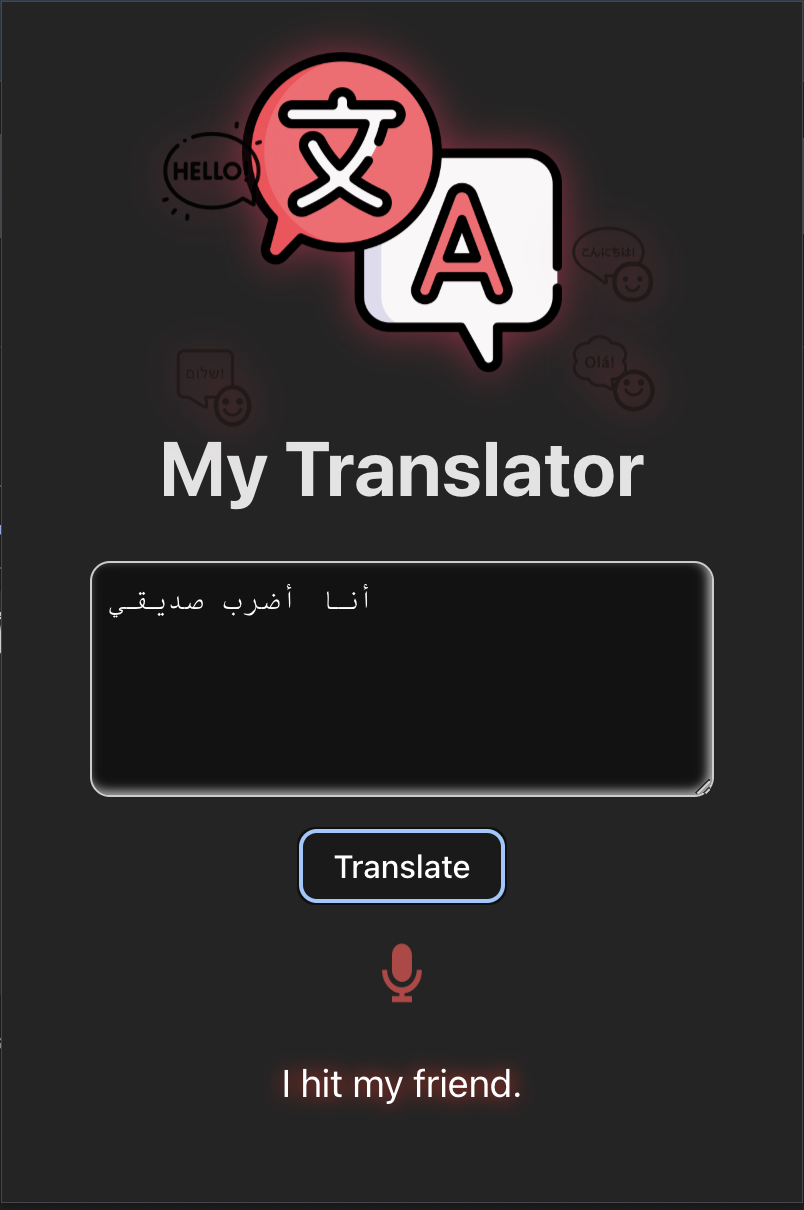 文
A
HELLO!
こんにちは!
שלום!
Olá!
My Translator
أنا أضرب صديقي
Translate
I hit my friend.